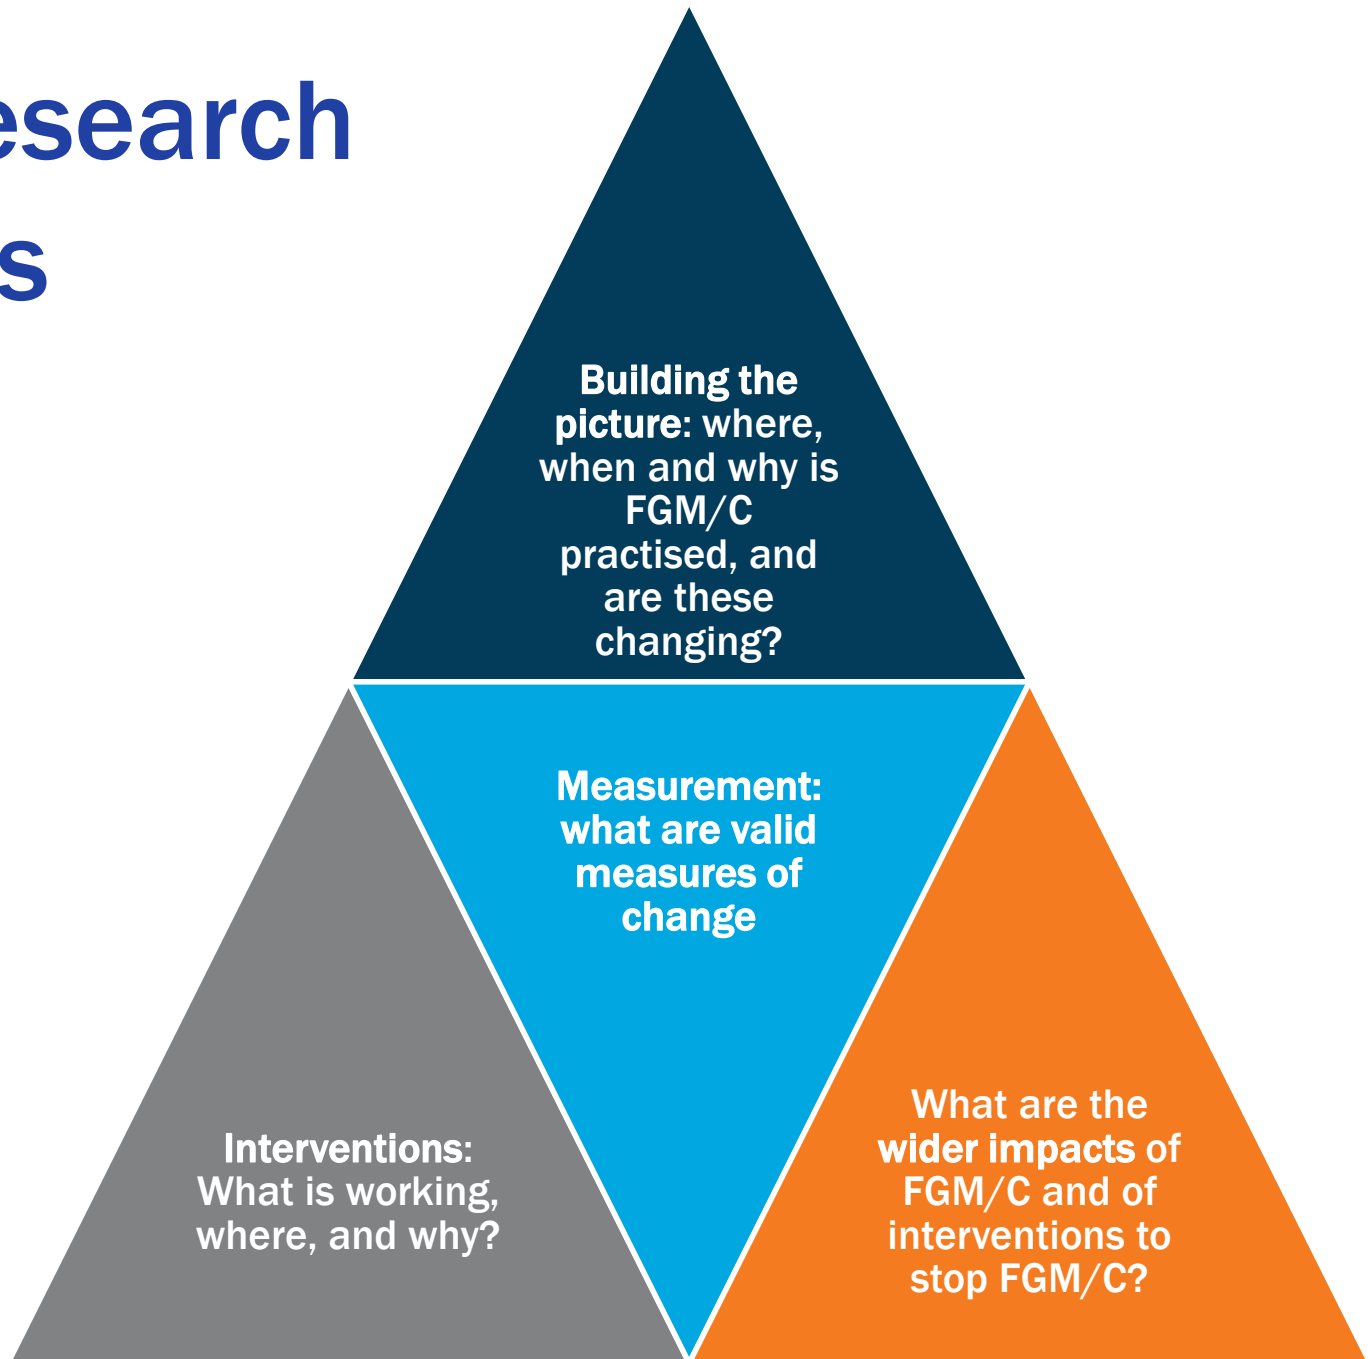 esearch
s
Building the
picture: where,
when and why is
FGM/C
practised, and
are these
changing?
Measurement:
what are valid
measures of
change
Interventions:
What is working,
where, and why?
What are the
wider impacts of
FGM/C and of
interventions to
stop FGM/C?